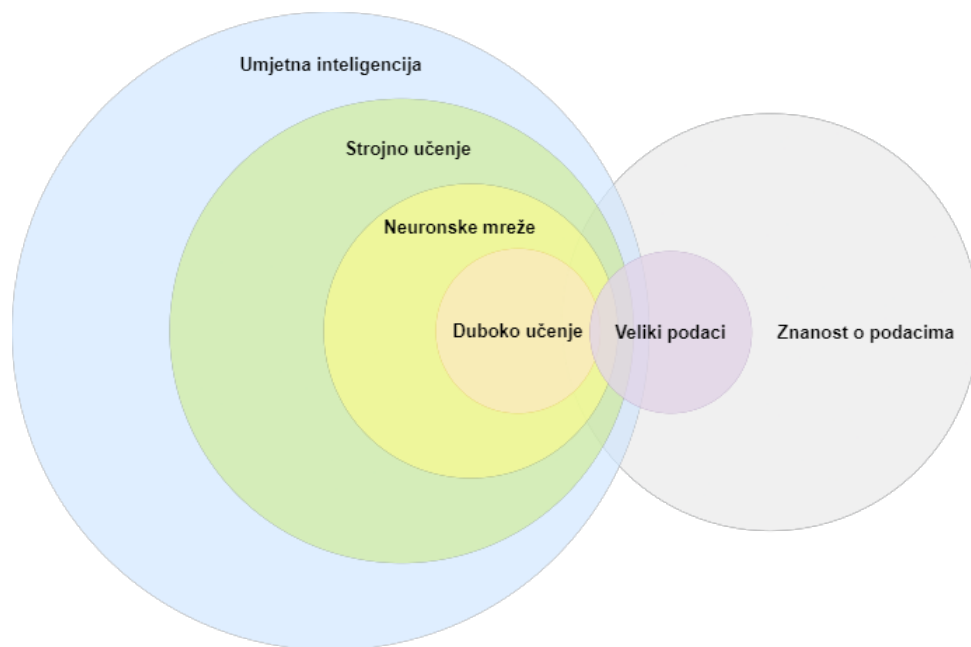 Umjetna inteligencija
Strojno učenje
Neuronske mreže
Duboko učenje
Veliki podaci
Znanost o podacima